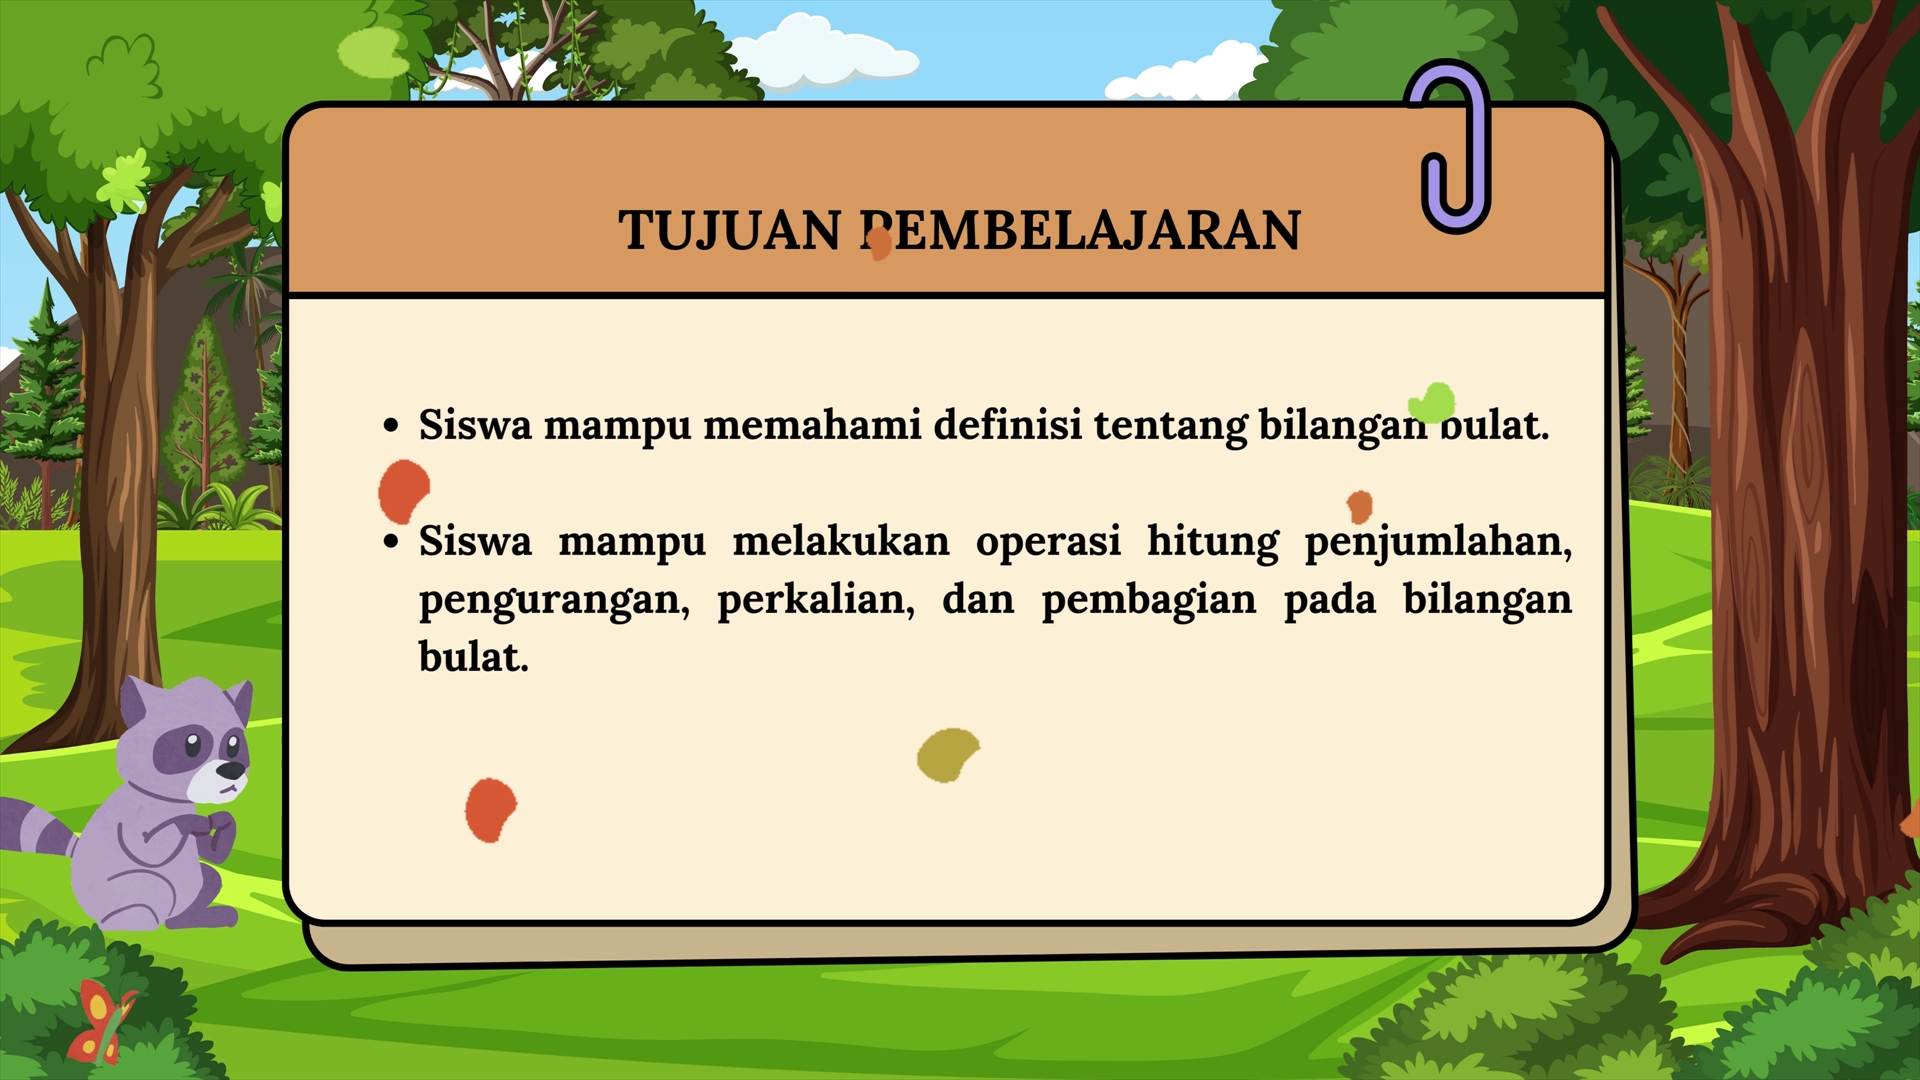 TUJUAN PEMBELAJARAN
• Siswa mampu memahami definisi tentang bilangan bulat.
• Siswa mampu melakukan operasi hitung penjumlahan,
pengurangan, perkalian, dan pembagian pada bilangan
bulat.